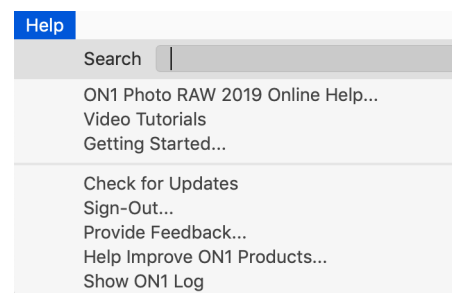 Help
Search
ON1 Photo RAW 2019 Online Help...
Video Tutorials
Getting Started...
Check for Updates
Sign-Out...
Provide Feedback...
Help Improve ON1 Products...
Show ON1 Log